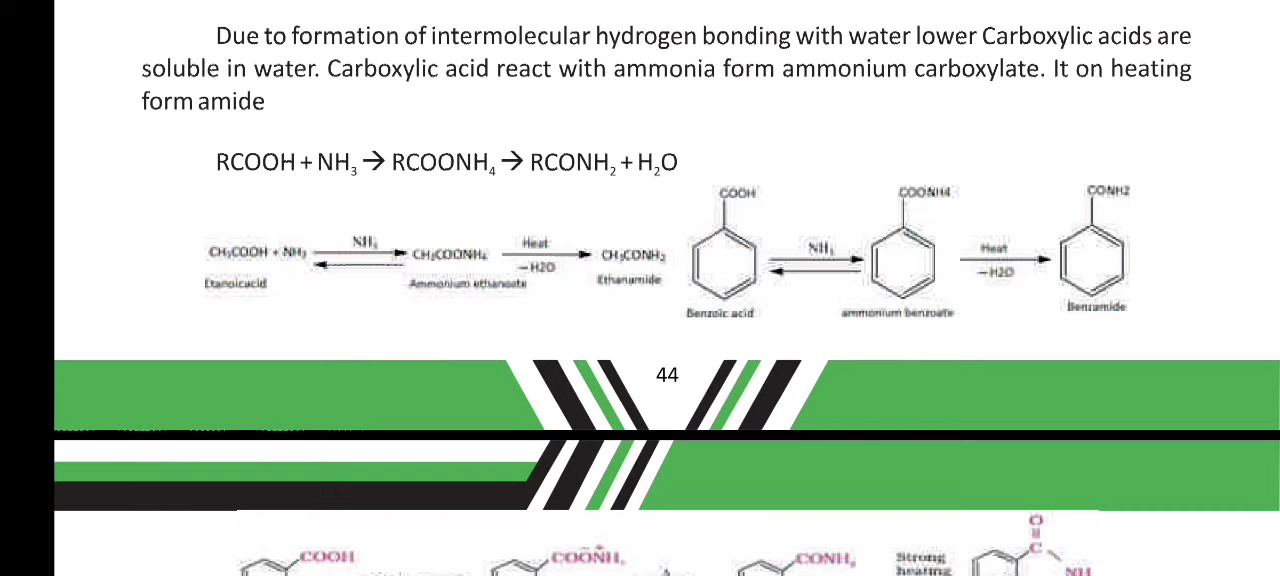 Due to formation of intermolecular hydrogen bonding with water lower Carboxylic acids are
soluble in water. Carboxylic acid react with ammonia form ammonium carboxylate. It on heating
form amide
RCOOH + NH₃ → RCOONH₄ → RCONH₂ + H₂O
COOH COONH4 CONH2
CH₃COOH + NH₃ NH₃ CH₃COONH₄ Heat –H2O CH₃CONH₂ NH₃ Heat –H2O
Etanoicacid Ammonium ethanoate Ethanamide
Benzoic acid ammonium benzoate Benzamide
44
O
COOH COONH₄ CONH₂ Strong C
heating NH